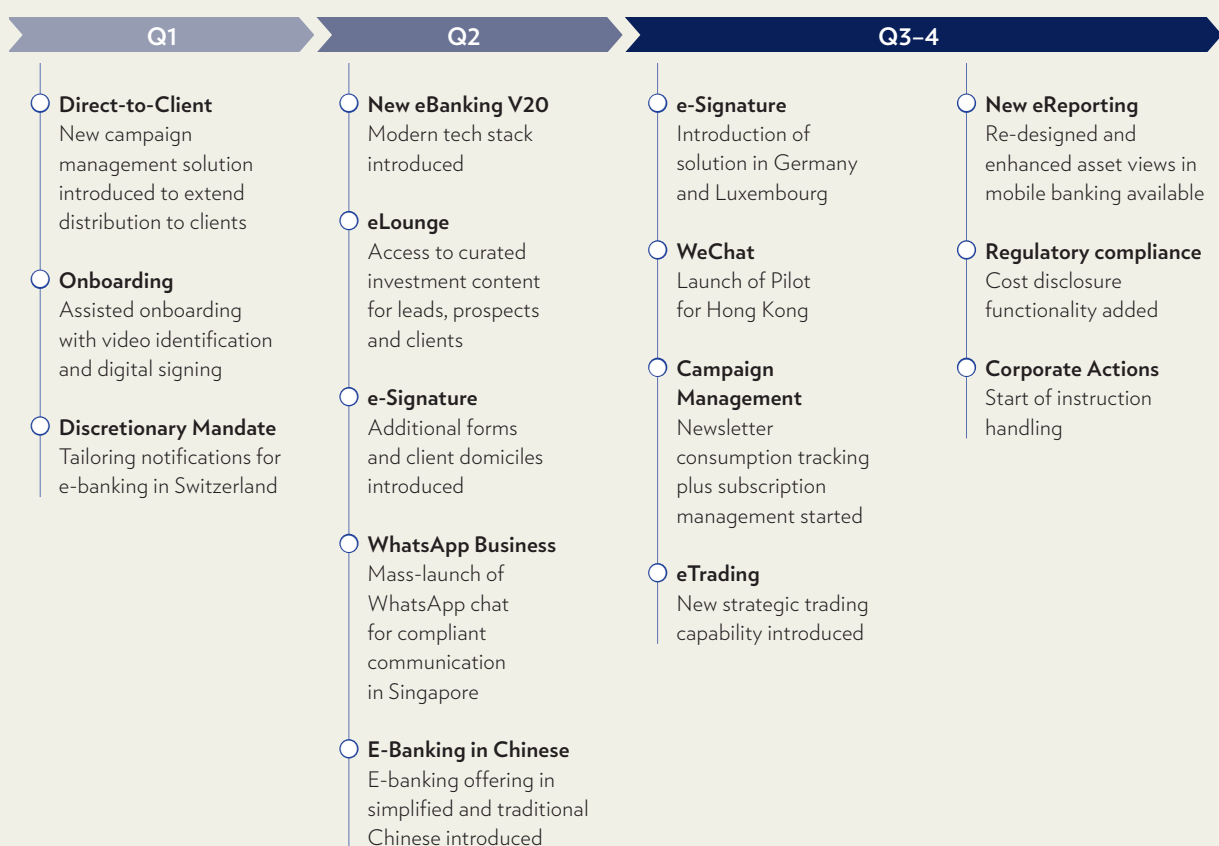 Q1
Q2
Q3–4
Direct-to-Client
New campaign
management solution
introduced to extend
distribution to clients
Onboarding
Assisted onboarding
with video identification
and digital signing
Discretionary Mandate
Tailoring notifications for
e-banking in Switzerland
New eBanking V20
Modern tech stack
introduced
eLounge
Access to curated
investment content
for leads, prospects
and clients
e-Signature
Additional forms
and client domiciles
introduced
WhatsApp Business
Mass-launch of
WhatsApp chat
for compliant
communication
in Singapore
E-Banking in Chinese
E-banking offering in
simplified and traditional
Chinese introduced
e-Signature
Introduction of
solution in Germany
and Luxembourg
WeChat
Launch of Pilot
for Hong Kong
Campaign
Management
Newsletter
consumption tracking
plus subscription
management started
eTrading
New strategic trading
capability introduced
New eReporting
Re-designed and
enhanced asset views in
mobile banking available
Regulatory compliance
Cost disclosure
functionality added
Corporate Actions
Start of instruction
handling